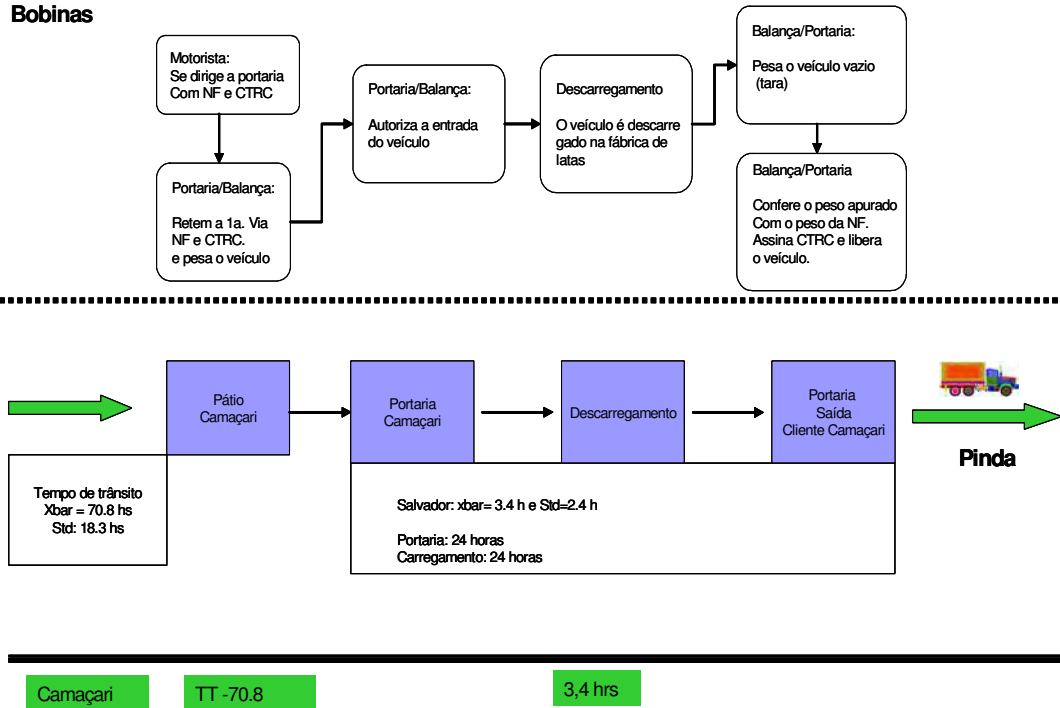 Bobinas
Motorista:
Se dirige a portaria
Com NF e CTRC
Portaria/Balança:
Retem a 1a. Via
NF e CTRC.
e pesa o veículo
Portaria/Balança:
Autoriza a entrada
do veículo
Descarregamento
O veículo é descarre
gado na fábrica de
latas
Balança/Portaria:
Pesa o veículo vazio
(tara)
Balança/Portaria
Confere o peso apurado
Com o peso da NF.
Assina CTRC e libera
o veículo.
Pátio
Camaçari
Portaria
Camaçari
Descarregamento
Portaria
Saída
Cliente Camaçari
Pinda
Tempo de trânsito
Xbar = 70.8 hs
Std: 18.3 hs
Salvador: xbar= 3.4 h e Std=2.4 h
Portaria: 24 horas
Carregamento: 24 horas
Camaçari
TT -70.8
3,4 hrs